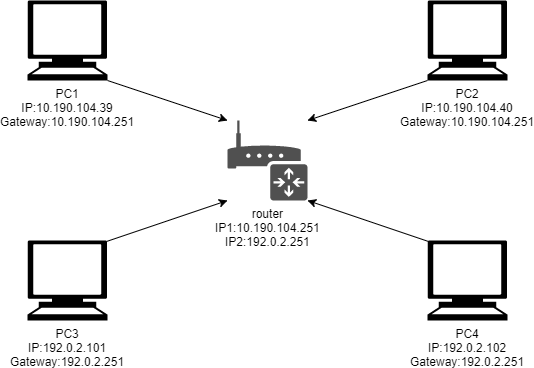 PC1
IP:10.190.104.39
Gateway:10.190.104.251
PC2
IP:10.190.104.40
Gateway:10.190.104.251
router
IP1:10.190.104.251
IP2:192.0.2.251
PC3
IP:192.0.2.101
Gateway:192.0.2.251
PC4
IP:192.0.2.102
Gateway:192.0.2.251